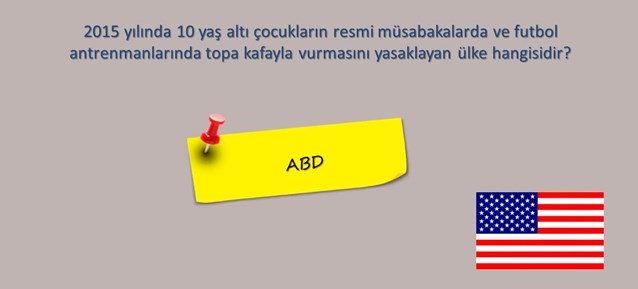 2015 yılında 10 yaş altı çocukların resmi müsabakalarda ve futbol
antrenmanlarında topa kafayla vurmasını yasaklayan ülke hangisidir?
ABD